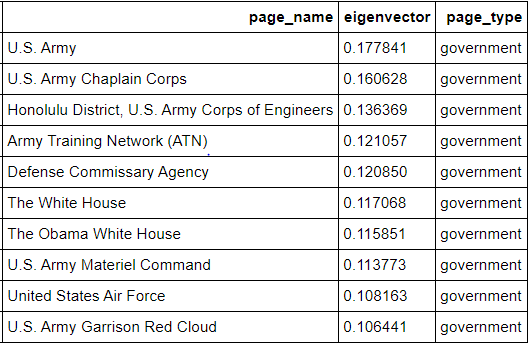 page_name eigenvector page_type
U.S. Army 0.177841 government
U.S. Army Chaplain Corps 0.160628 government
Honolulu District, U.S. Army Corps of Engineers 0.136369 government
Army Training Network (ATN) 0.121057 government
Defense Commissary Agency 0.120850 government
The White House 0.117068 government
The Obama White House 0.115851 government
U.S. Army Materiel Command 0.113773 government
United States Air Force 0.108163 government
U.S. Army Garrison Red Cloud 0.106441 government